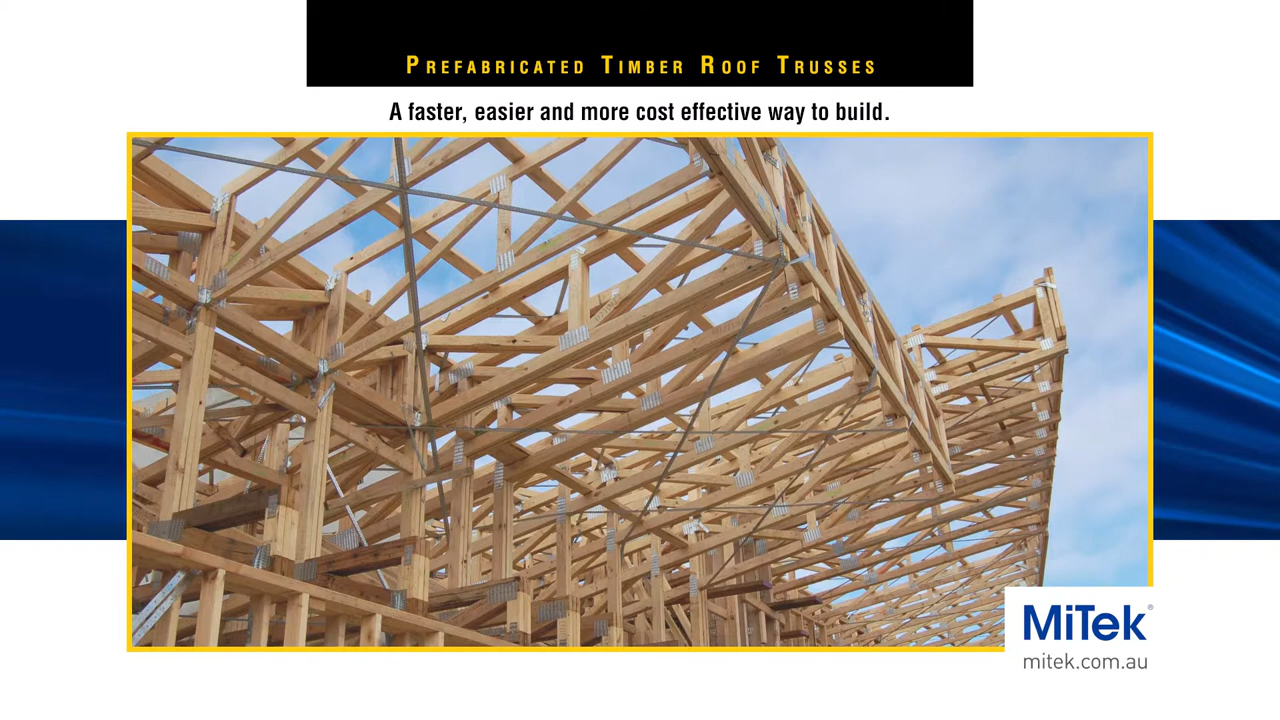 Prefabricated Timber Roof Trusses
A faster, easier and more cost effective way to build.
MiTek®
mitek.com.au